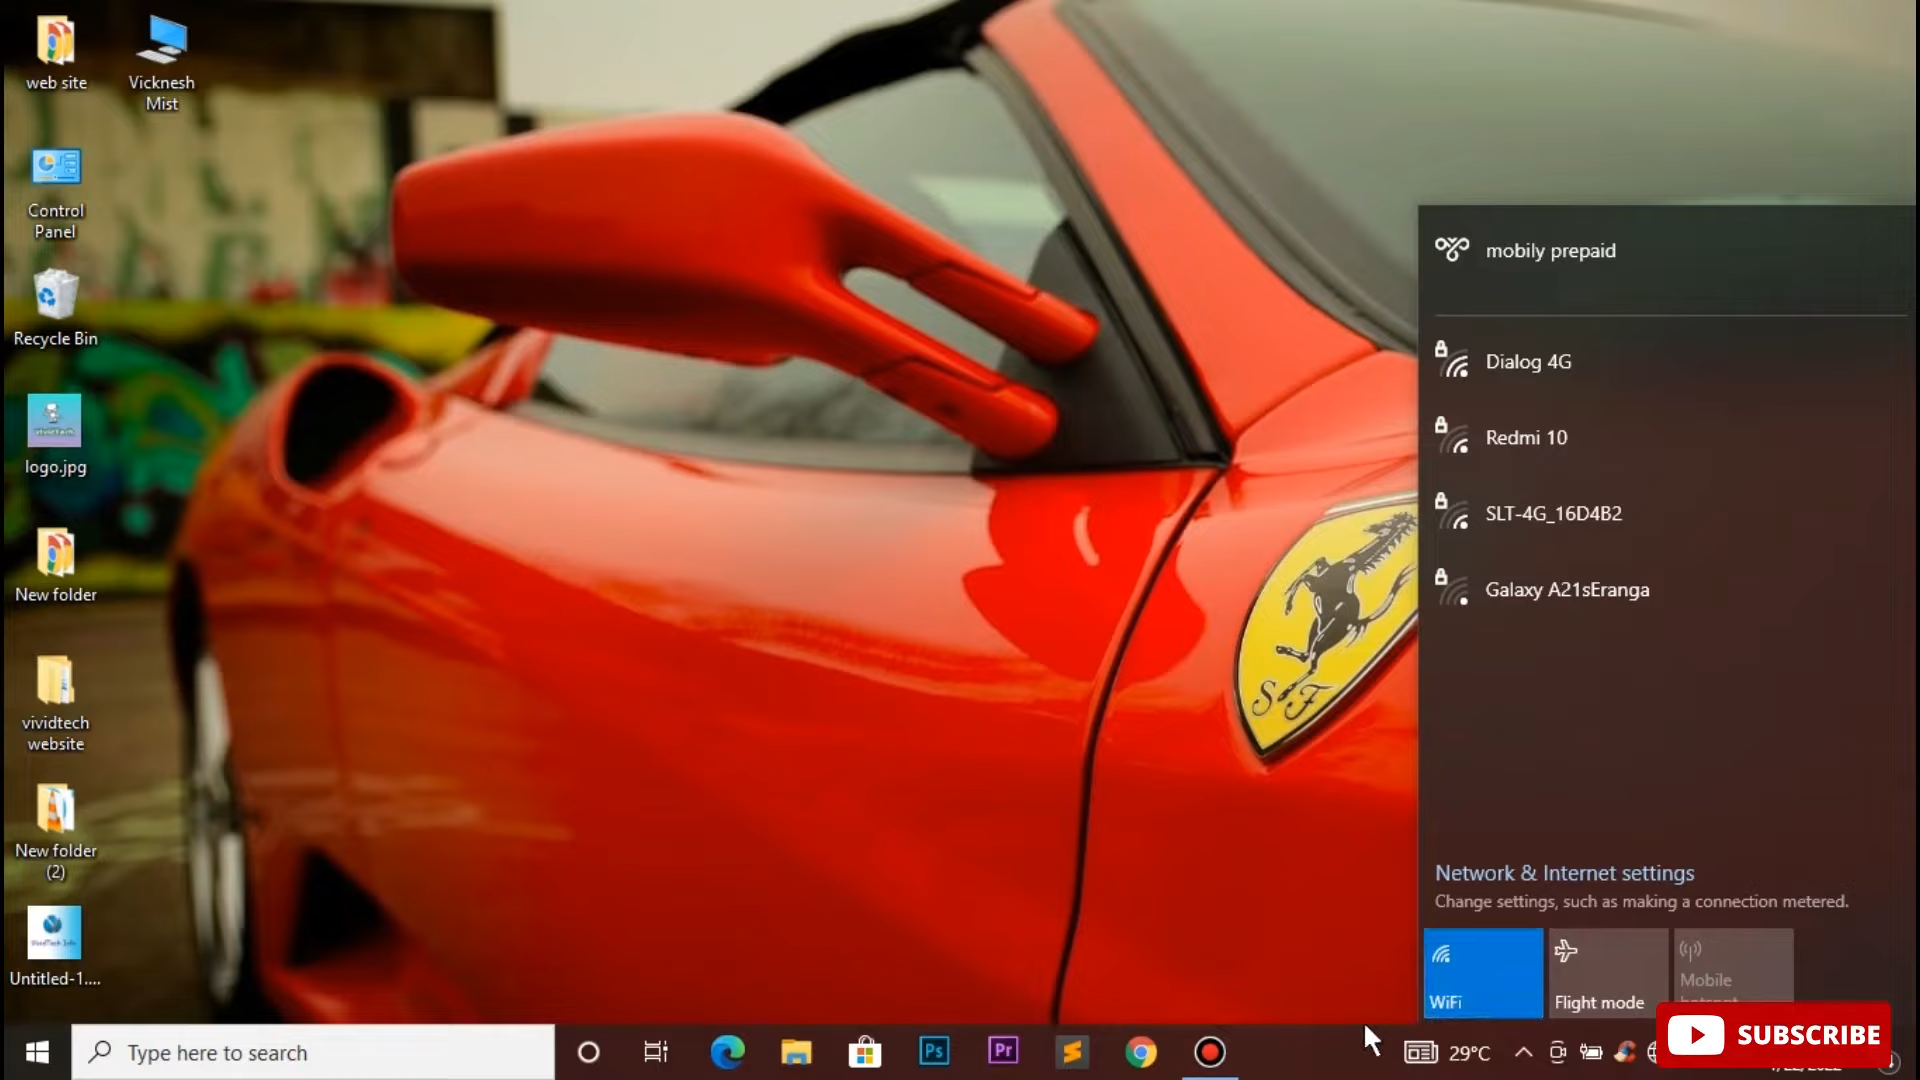 web site
Vicknesh
Mist
Control
Panel
Recycle Bin
logo.jpg
New folder
vividtech
website
New folder
(2)
Untitled-1....
S F
mobily prepaid
Dialog 4G
Redmi 10
SLT-4G_16D4B2
Galaxy A21sEranga
Network & Internet settings
Change settings, such as making a connection metered.
WiFi
Flight mode
Mobile
SUBSCRIBE
Type here to search
Ps
Pr
29°C